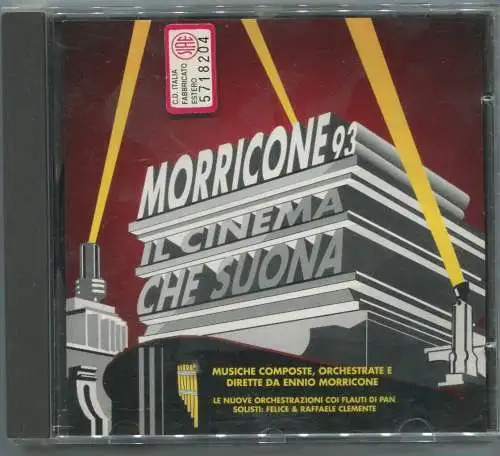 C.D. ITALIA
FABBRICATO
ESTERO
5718204
SIAE
MORRICONE 93
IL CINEMA
CHE SUONA
MUSICHE COMPOSTE, ORCHESTRATE E
DIRETTE DA ENNIO MORRICONE
LE NUOVE ORCHESTRAZIONI COI FLAUTI DI PAN
SOLISTI: FELICE & RAFFAELE CLEMENTE